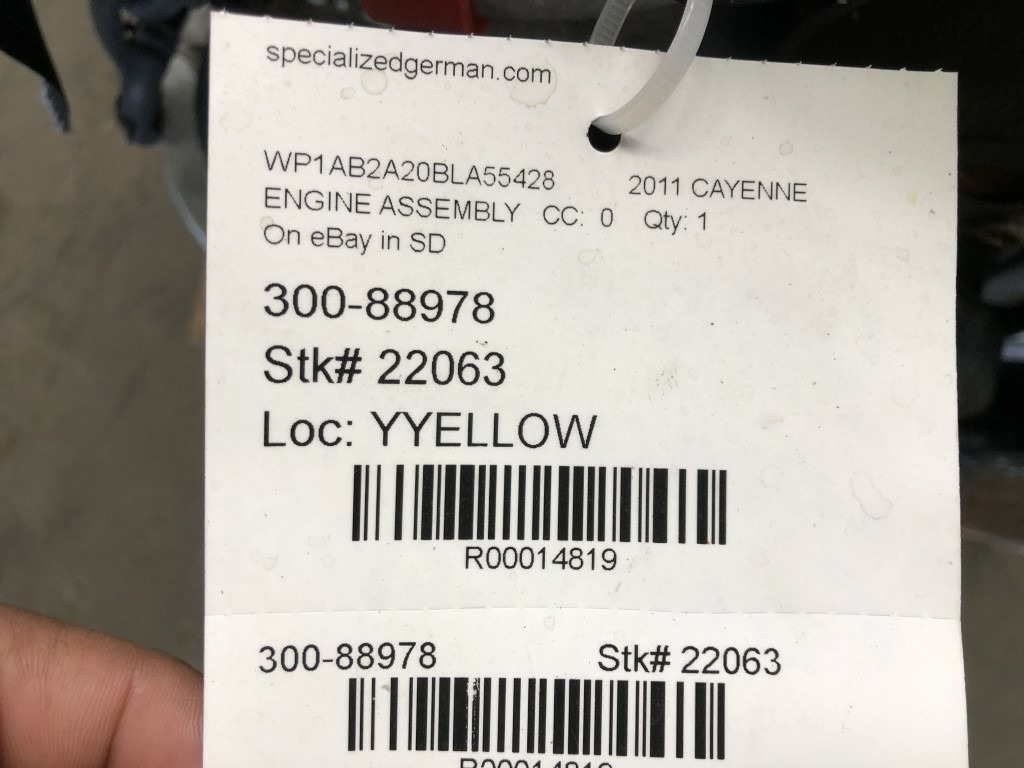 specializedgerman.com
WP1AB2A20BLA55428 2011 CAYENNE
ENGINE ASSEMBLY CC: 0 Qty: 1
On eBay in SD
300-88978
Stk# 22063
Loc: YYELLOW
R00014819
300-88978 Stk# 22063
R00014819